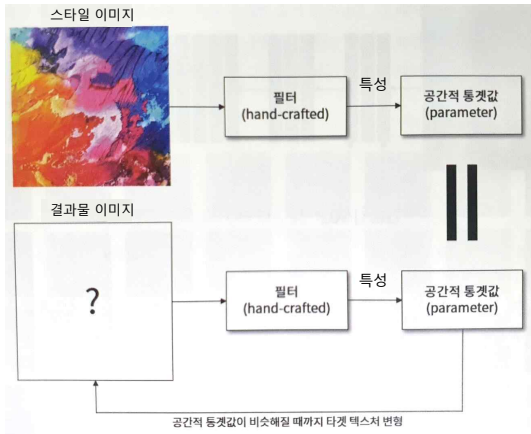 스타일 이미지
필터
(hand-crafted)
특성
공간적 통곗값
(parameter)
결과물 이미지
?
필터
(hand-crafted)
특성
공간적 통곗값
(parameter)
공간적 통곗값이 비슷해질 때까지 타겟 텍스처 변형